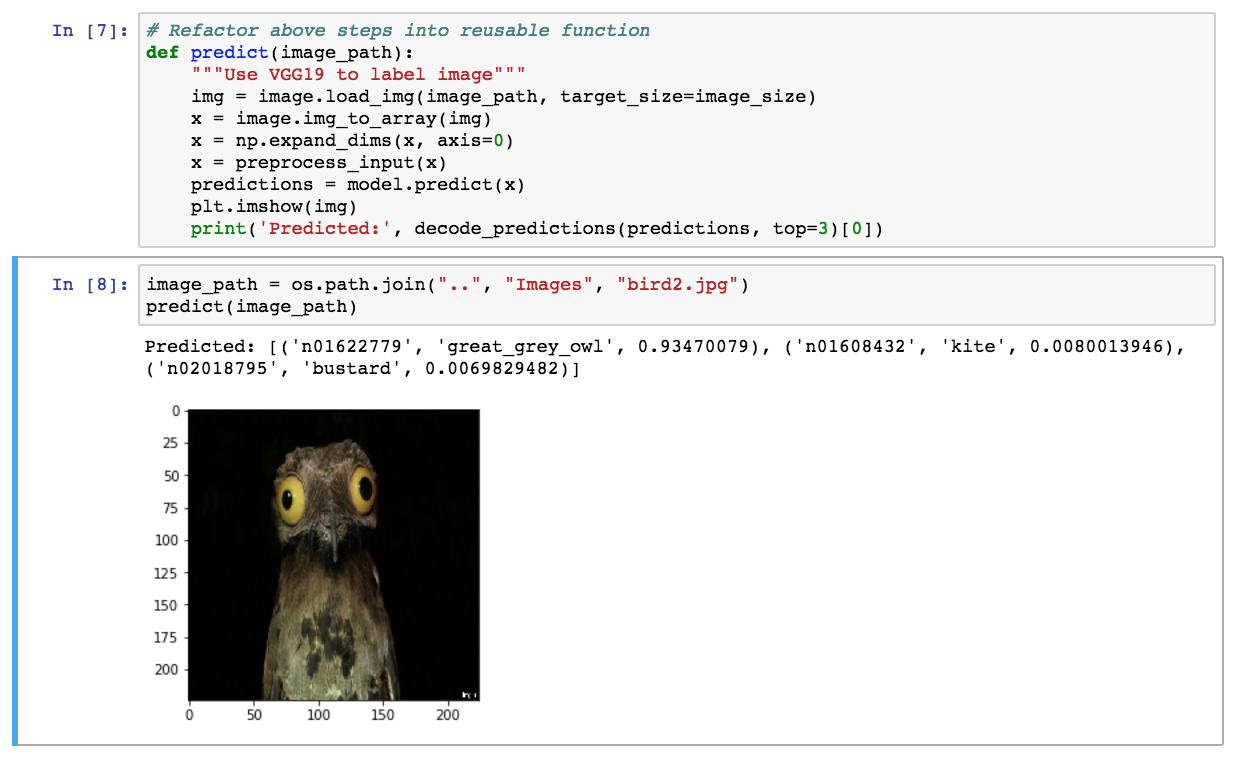 In [7]: # Refactor above steps into reusable function
def predict(image_path):
    """Use VGG19 to label image"""
    img = image.load_img(image_path, target_size=image_size)
    x = image.img_to_array(img)
    x = np.expand_dims(x, axis=0)
    x = preprocess_input(x)
    predictions = model.predict(x)
    plt.imshow(img)
    print('Predicted:', decode_predictions(predictions, top=3)[0])
In [8]: image_path = os.path.join("..", "Images", "bird2.jpg")
predict(image_path)
Predicted: [('n01622779', 'great_grey_owl', 0.93470079), ('n01608432', 'kite', 0.0080013946),
('n02018795', 'bustard', 0.0069829482)]
0
25
50
75
100
125
150
175
200
0 50 100 150 200